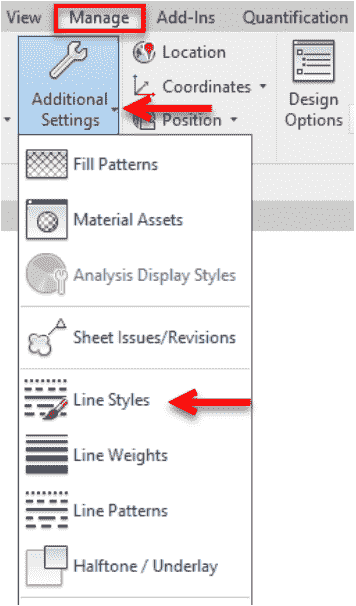 View Manage Add-Ins Quantification
Additional
Settings
Location
Coordinates
Position
Design
Options
Fill Patterns
Material Assets
Analysis Display Styles
Sheet Issues/Revisions
Line Styles
Line Weights
Line Patterns
Halftone / Underlay